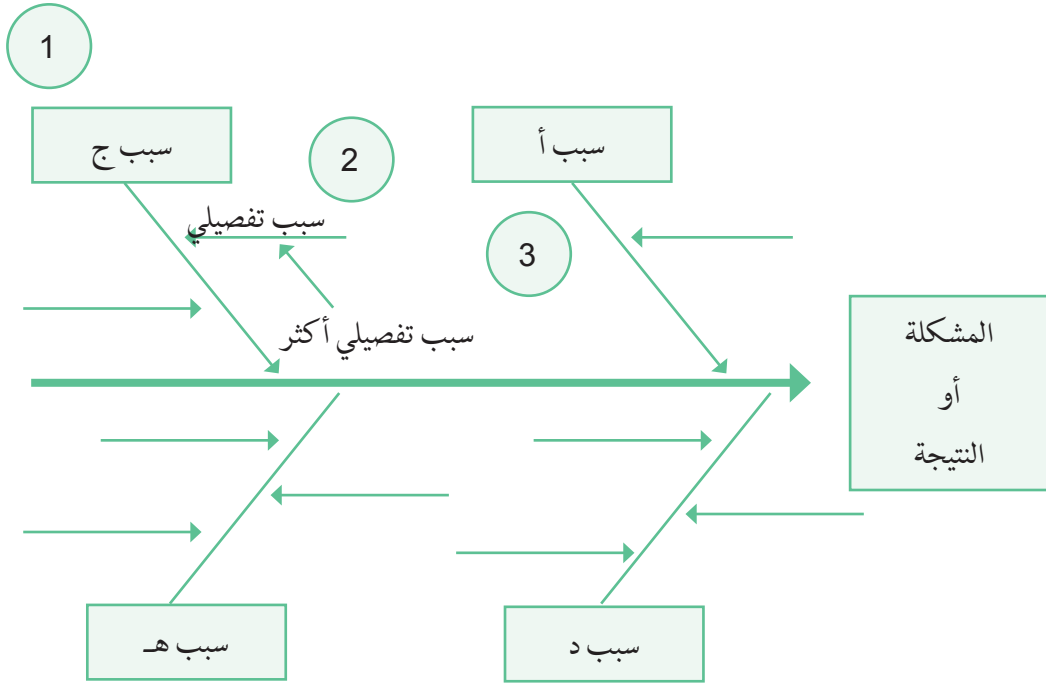 1
سبب أ
سبب ج
2
سبب تفصيلي
3
سبب تفصيلي أكثر
المشكلة
أو
النتيجة
سبب د
سبب هـ